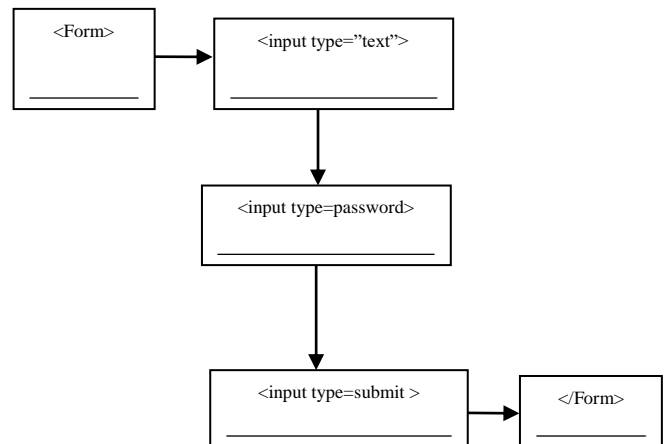 <Form>
<input type=”text”>
<input type=password>
<input type=submit >
</Form>